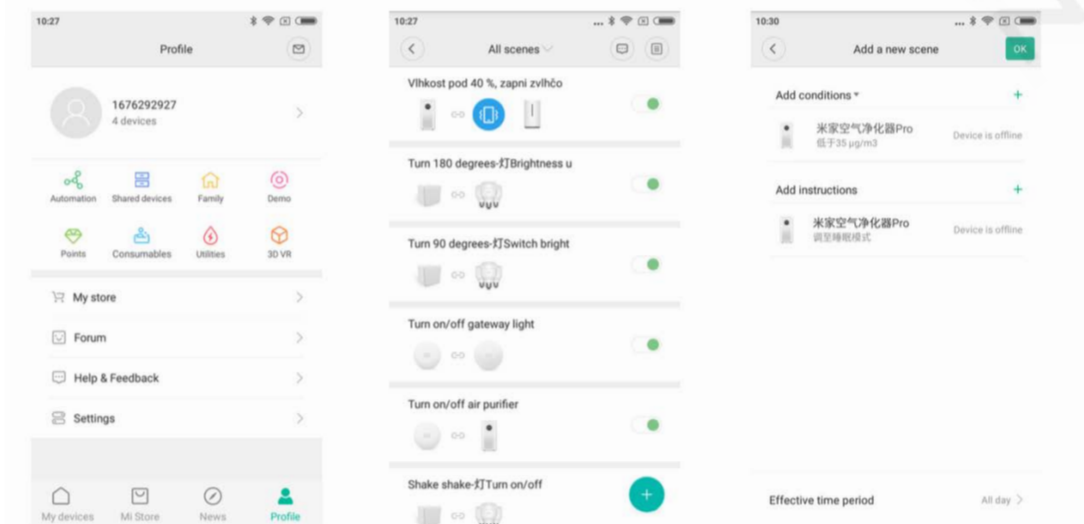 10:27
Profile
1676292927
4 devices
Automation
Shared devices
Family
Demo
Points
Consumables
Utilities
3D VR
My store
Forum
Help & Feedback
Settings
My devices
Mi Store
News
Profile
10:27
...
All scenes
Vlhkost pod 40 %, zapni zvlhčo
Turn 180 degrees-灯Brightness u
Turn 90 degrees-灯Switch bright
Turn on/off gateway light
Turn on/off air purifier
Shake shake-灯Turn on/off
10:30
...
Add a new scene
OK
Add conditions
米家空气净化器Pro
Device is offline
低于35 μg/m3
Add instructions
米家空气净化器Pro
Device is offline
调至睡眠模式
Effective time period
All day